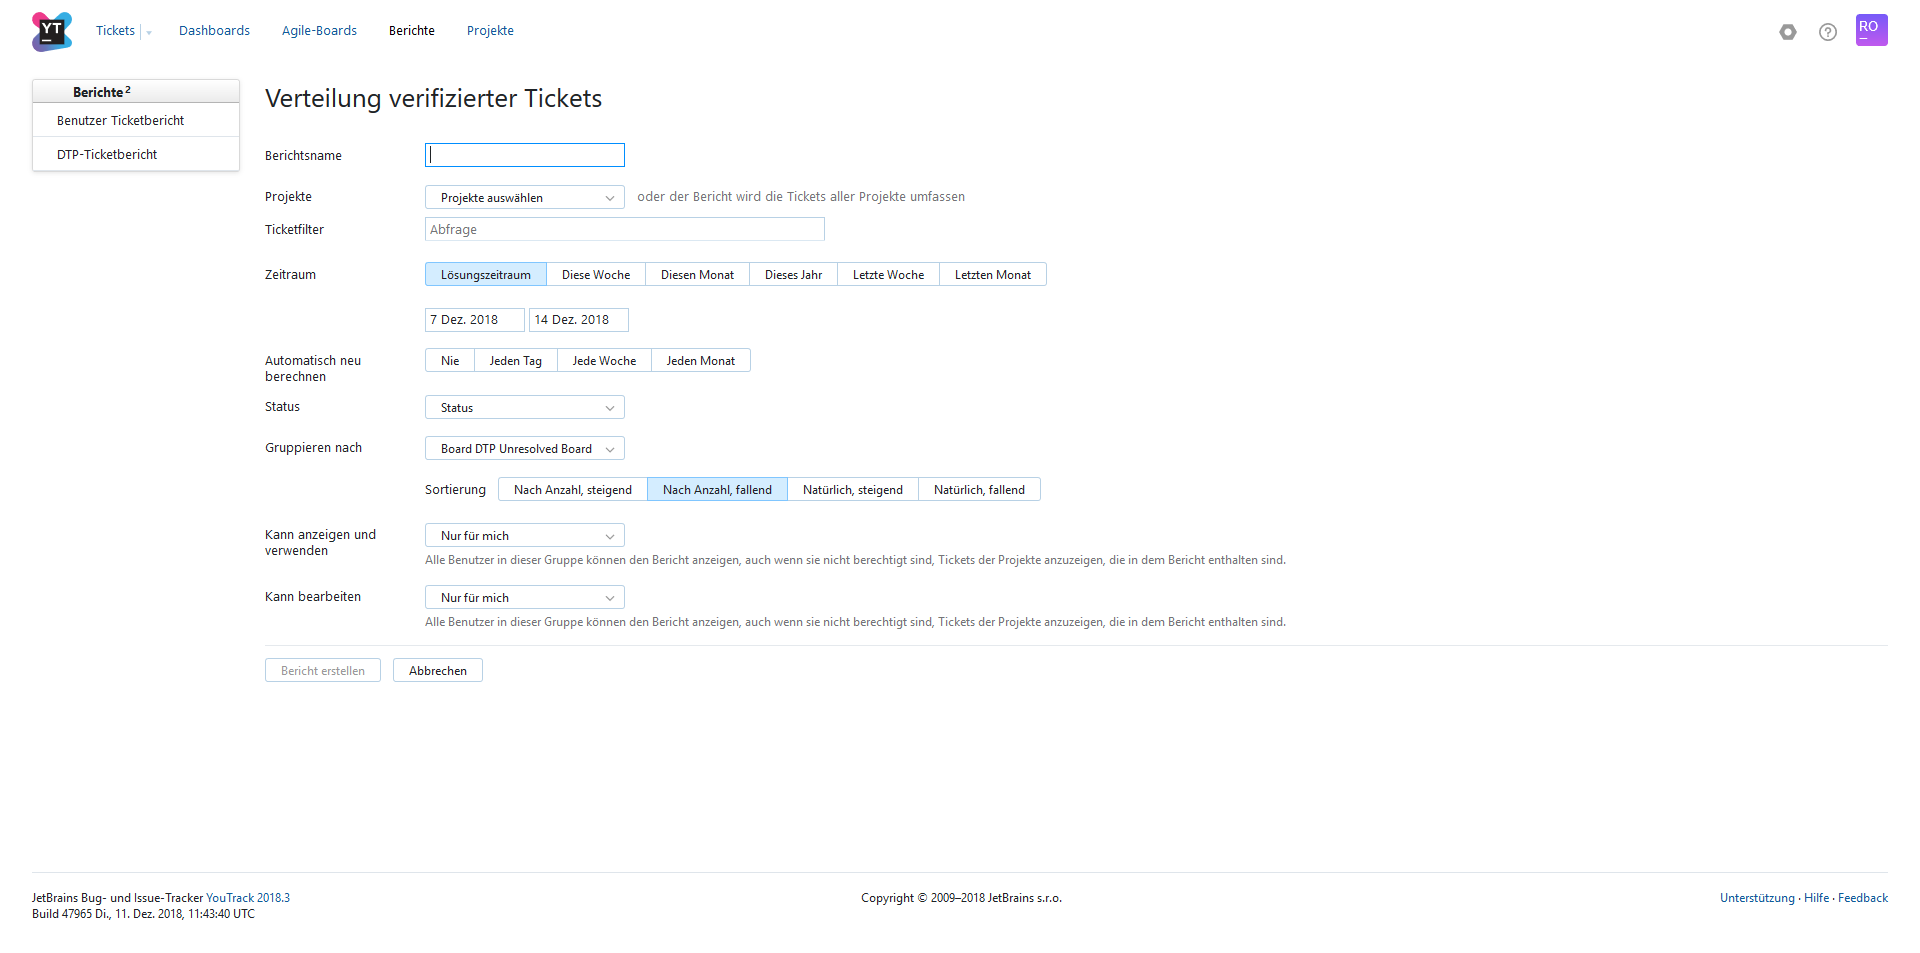 YT
Tickets
Dashboards
Agile-Boards
Berichte
Projekte
RO
Berichte 2
Benutzer Ticketbericht
DTP-Ticketbericht
Verteilung verifizierter Tickets
Berichtsname
Projekte
Projekte auswählen
oder der Bericht wird die Tickets aller Projekte umfassen
Ticketfilter
Abfrage
Zeitraum
Lösungszeitraum
Diese Woche
Diesen Monat
Dieses Jahr
Letzte Woche
Letzten Monat
7 Dez. 2018
14 Dez. 2018
Automatisch neu
berechnen
Nie
Jeden Tag
Jede Woche
Jeden Monat
Status
Status
Gruppieren nach
Board DTP Unresolved Board
Sortierung
Nach Anzahl, steigend
Nach Anzahl, fallend
Natürlich, steigend
Natürlich, fallend
Kann anzeigen und
verwenden
Nur für mich
Alle Benutzer in dieser Gruppe können den Bericht anzeigen, auch wenn sie nicht berechtigt sind, Tickets der Projekte anzuzeigen, die in dem Bericht enthalten sind.
Kann bearbeiten
Nur für mich
Alle Benutzer in dieser Gruppe können den Bericht anzeigen, auch wenn sie nicht berechtigt sind, Tickets der Projekte anzuzeigen, die in dem Bericht enthalten sind.
Bericht erstellen
Abbrechen
JetBrains Bug- und Issue-Tracker YouTrack 2018.3
Build 47965 Di., 11. Dez. 2018, 11:43:40 UTC
Copyright © 2009–2018 JetBrains s.r.o.
Unterstützung · Hilfe · Feedback